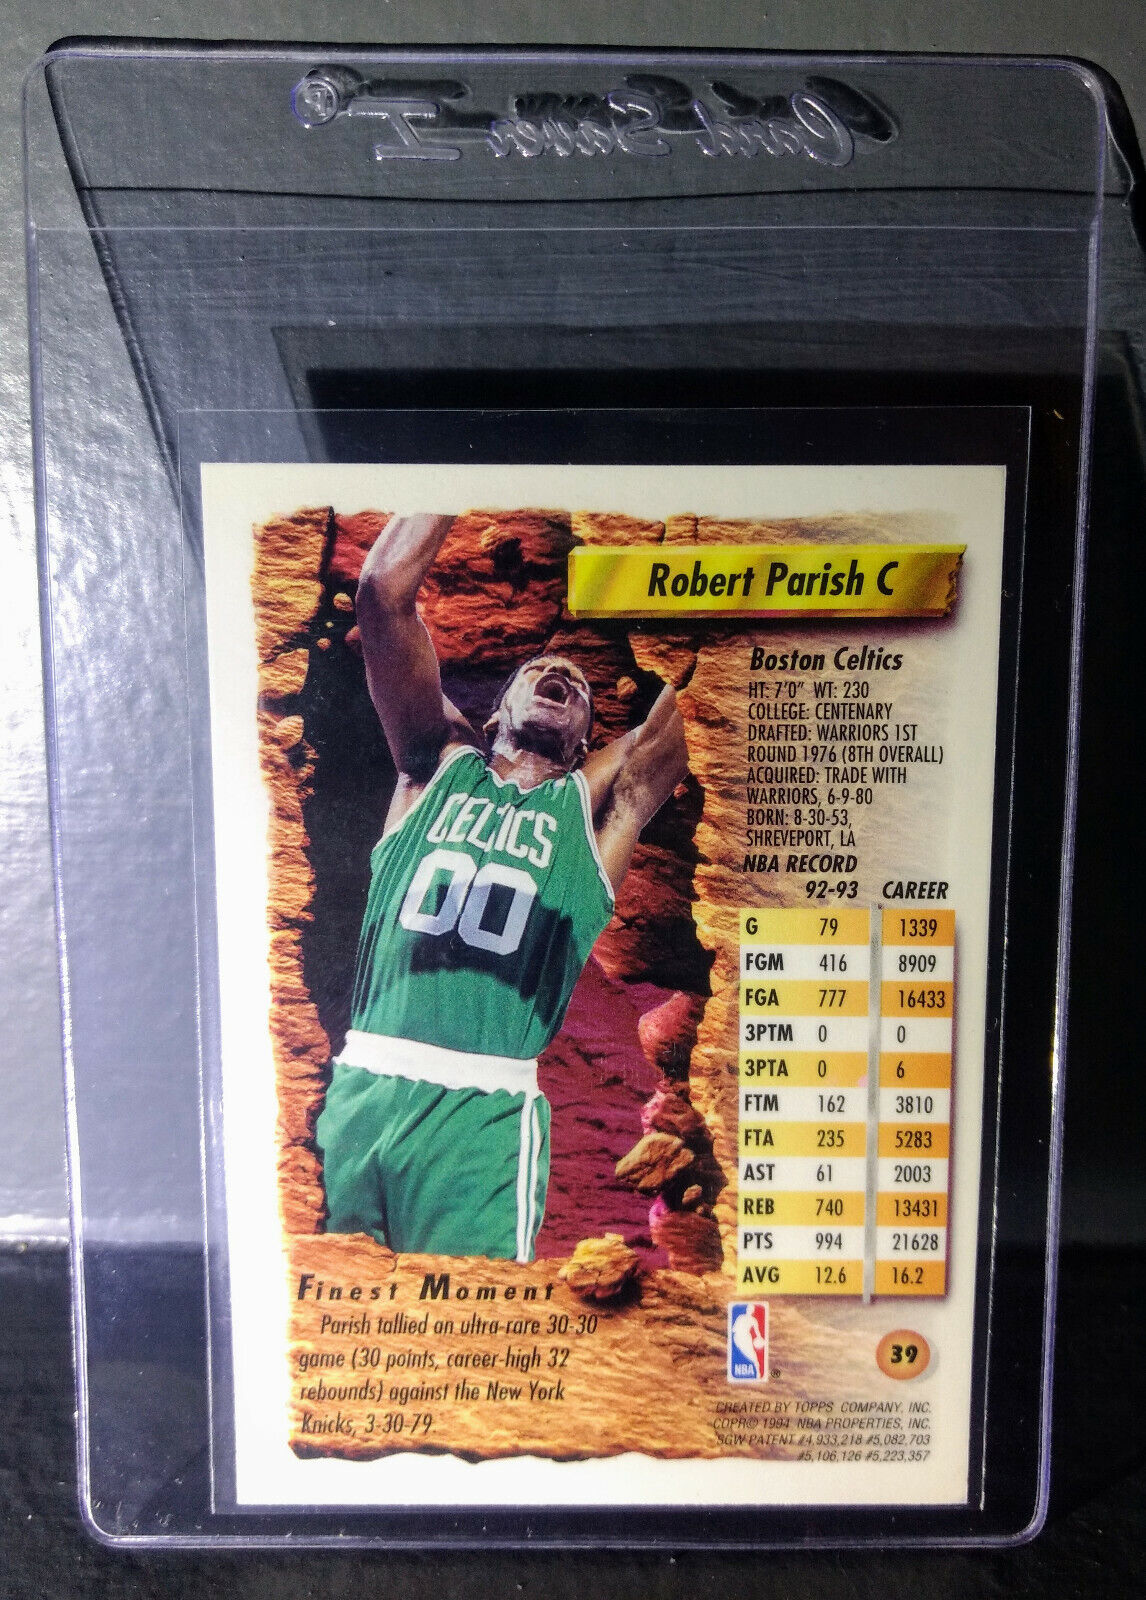 Card Saver I
Robert Parish C
Boston Celtics
HT: 7'0" WT: 230
COLLEGE: CENTENARY
DRAFTED: WARRIORS 1ST
ROUND 1976 (8TH OVERALL)
ACQUIRED: TRADE WITH
WARRIORS, 6-9-80
BORN: 8-30-53,
SHREVEPORT, LA
NBA RECORD
92-93 CAREER
G 79 1339
FGM 416 8909
FGA 777 16433
3PTM 0 0
3PTA 0 6
FTM 162 3810
FTA 235 5283
AST 61 2003
REB 740 13431
PTS 994 21628
AVG 12.6 16.2
CELTICS
00
Finest Moment
Parish tallied an ultra-rare 30-30
game (30 points, career-high 32
rebounds) against the New York
Knicks, 3-30-79.
NBA ®
39
CREATED BY TOPPS COMPANY, INC.
COPR© 1994 NBA PROPERTIES, INC.
SGW PATENT #4,933,218 #5,082,703
#5,106,126 #5,223,357